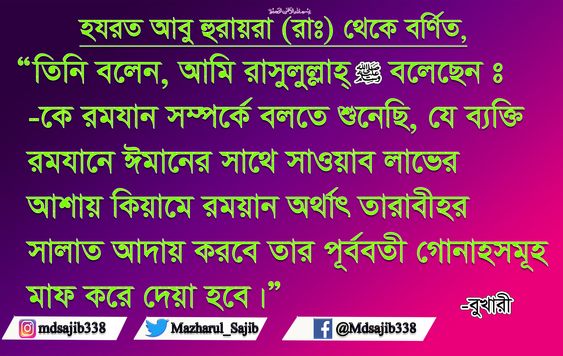 হযরত আবু হুরায়রা (রাঃ) থেকে বর্ণিত,
“তিনি বলেন, আমি রাসুলুল্লাহ্ ﷺ বলেছেন ঃ
-কে রমযান সম্পর্কে বলতে শুনেছি, যে ব্যক্তি
রমযানে ঈমানের সাথে সাওয়াব লাভের
আশায় কিয়ামে রময়ান অর্থাৎ তারাবীহর
সালাত আদায় করবে তার পূর্ববতী গোনাহসমূহ
মাফ করে দেয়া হবে।”
-বুখারী
mdsajib338 Mazharul_Sajib @Mdsajib338